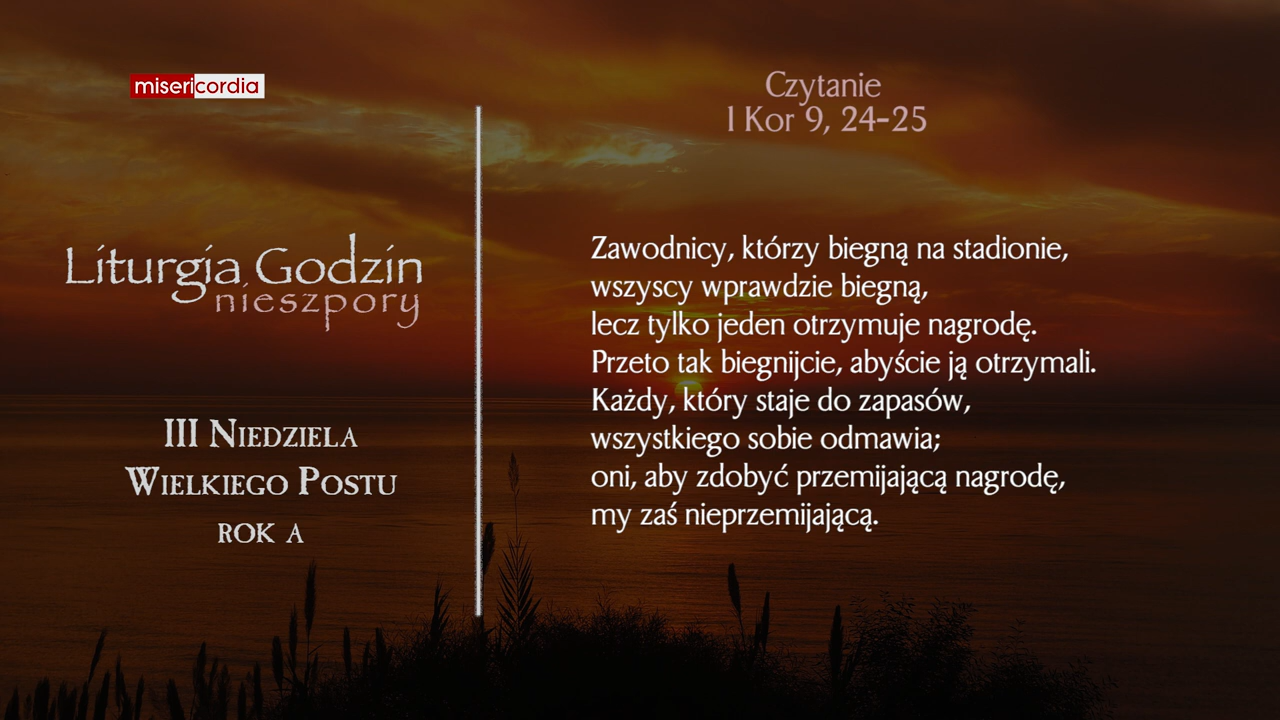 misericordia
Liturgia Godzin
nieszpory
III Niedziela
Wielkiego Postu
rok A
Czytanie
1 Kor 9, 24-25
Zawodnicy, którzy biegną na stadionie,
wszyscy wprawdzie biegną,
lecz tylko jeden otrzymuje nagrodę.
Przeto tak biegnijcie, abyście ją otrzymali.
Każdy, który staje do zapasów,
wszystkiego sobie odmawia;
oni, aby zdobyć przemijającą nagrodę,
my zaś nieprzemijającą.